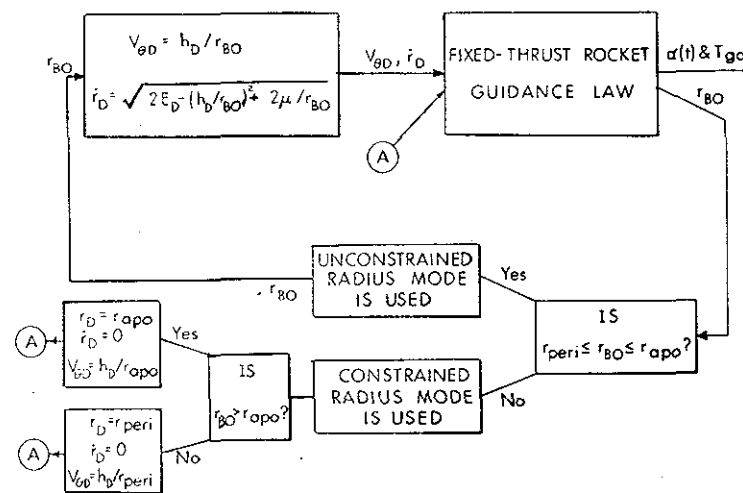 V_θD = h_D / r_BO
r_BO
ṙ_D = √ 2E_D - (h_D/r_BO)² + 2μ/r_BO
V_θD, ṙ_D
FIXED-THRUST ROCKET
GUIDANCE LAW
α(t) & T_go
r_BO
A
UNCONSTRAINED
RADIUS MODE
IS USED
Yes
r_BO
IS
r_peri ≤ r_BO ≤ r_apo?
No
CONSTRAINED
RADIUS MODE
IS USED
IS
r_BO > r_apo?
Yes
r_D = r_apo
ṙ_D = 0
V_θD = h_D/r_apo
A
No
r_D = r_peri
ṙ_D = 0
V_θD = h_D/r_peri
A